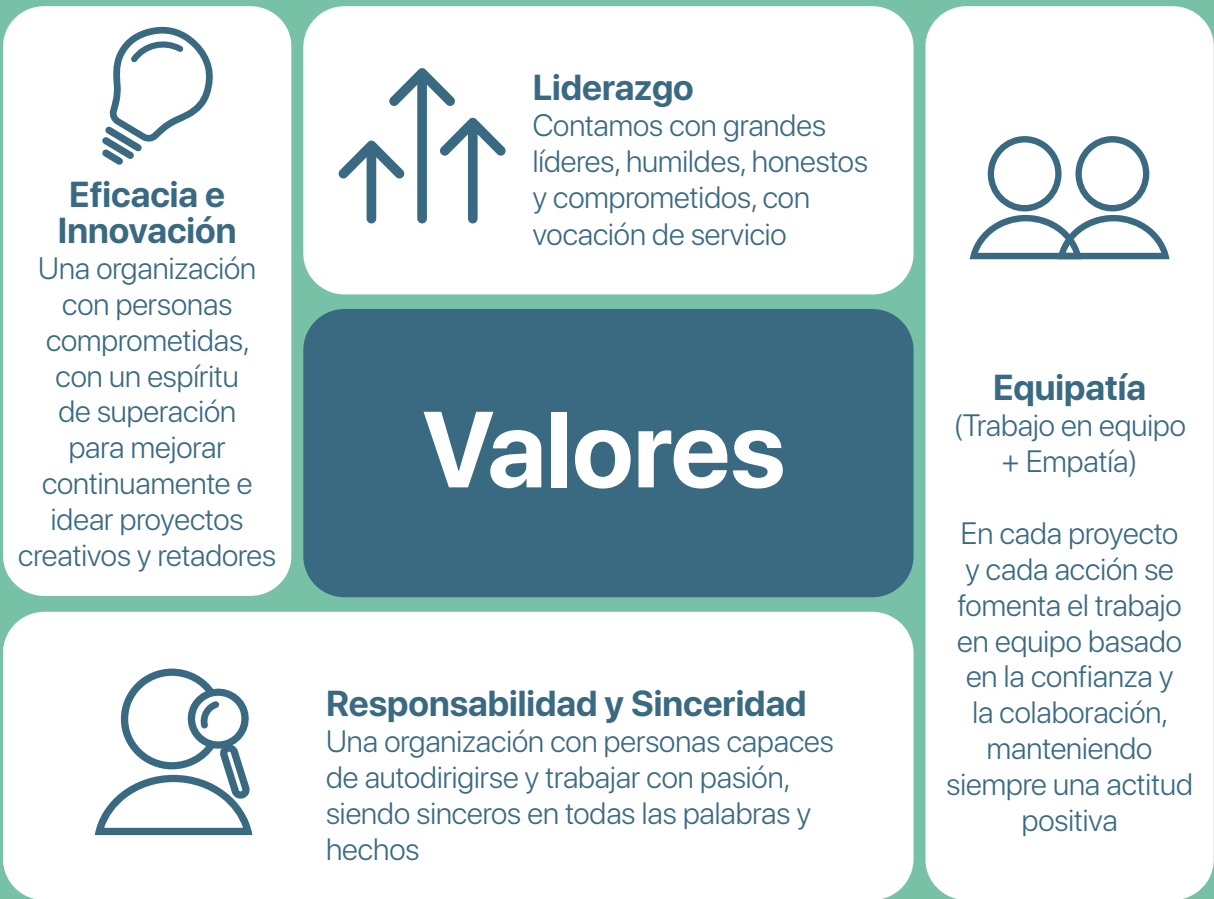 Eficacia e
Innovación
Una organización
con personas
comprometidas,
con un espíritu
de superación
para mejorar
continuamente e
idear proyectos
creativos y retadores
Liderazgo
Contamos con grandes
líderes, humildes, honestos
y comprometidos, con
vocación de servicio
Valores
Equipatía
(Trabajo en equipo
+ Empatía)
En cada proyecto
y cada acción se
fomenta el trabajo
en equipo basado
en la confianza y
la colaboración,
manteniendo
siempre una actitud
positiva
Responsabilidad y Sinceridad
Una organización con personas capaces
de autodirigirse y trabajar con pasión,
siendo sinceros en todas las palabras y
hechos